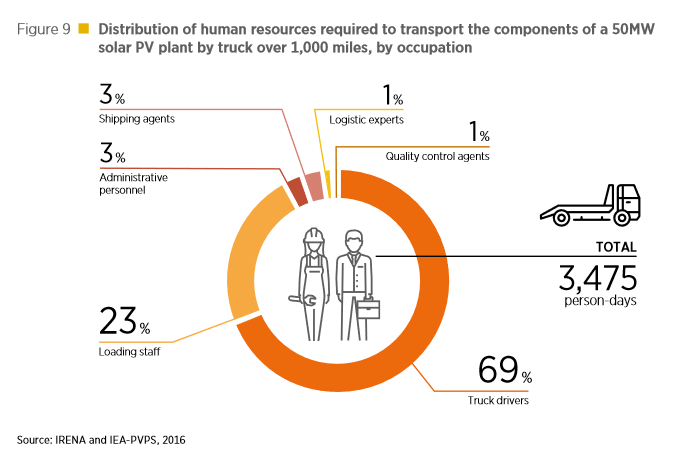 Figure 9 Distribution of human resources required to transport the components of a 50MW
solar PV plant by truck over 1,000 miles, by occupation
3%
Shipping agents
1%
Logistic experts
1%
Quality control agents
3%
Administrative
personnel
TOTAL
3,475
person-days
23%
Loading staff
69%
Truck drivers
Source: IRENA and IEA-PVPS, 2016